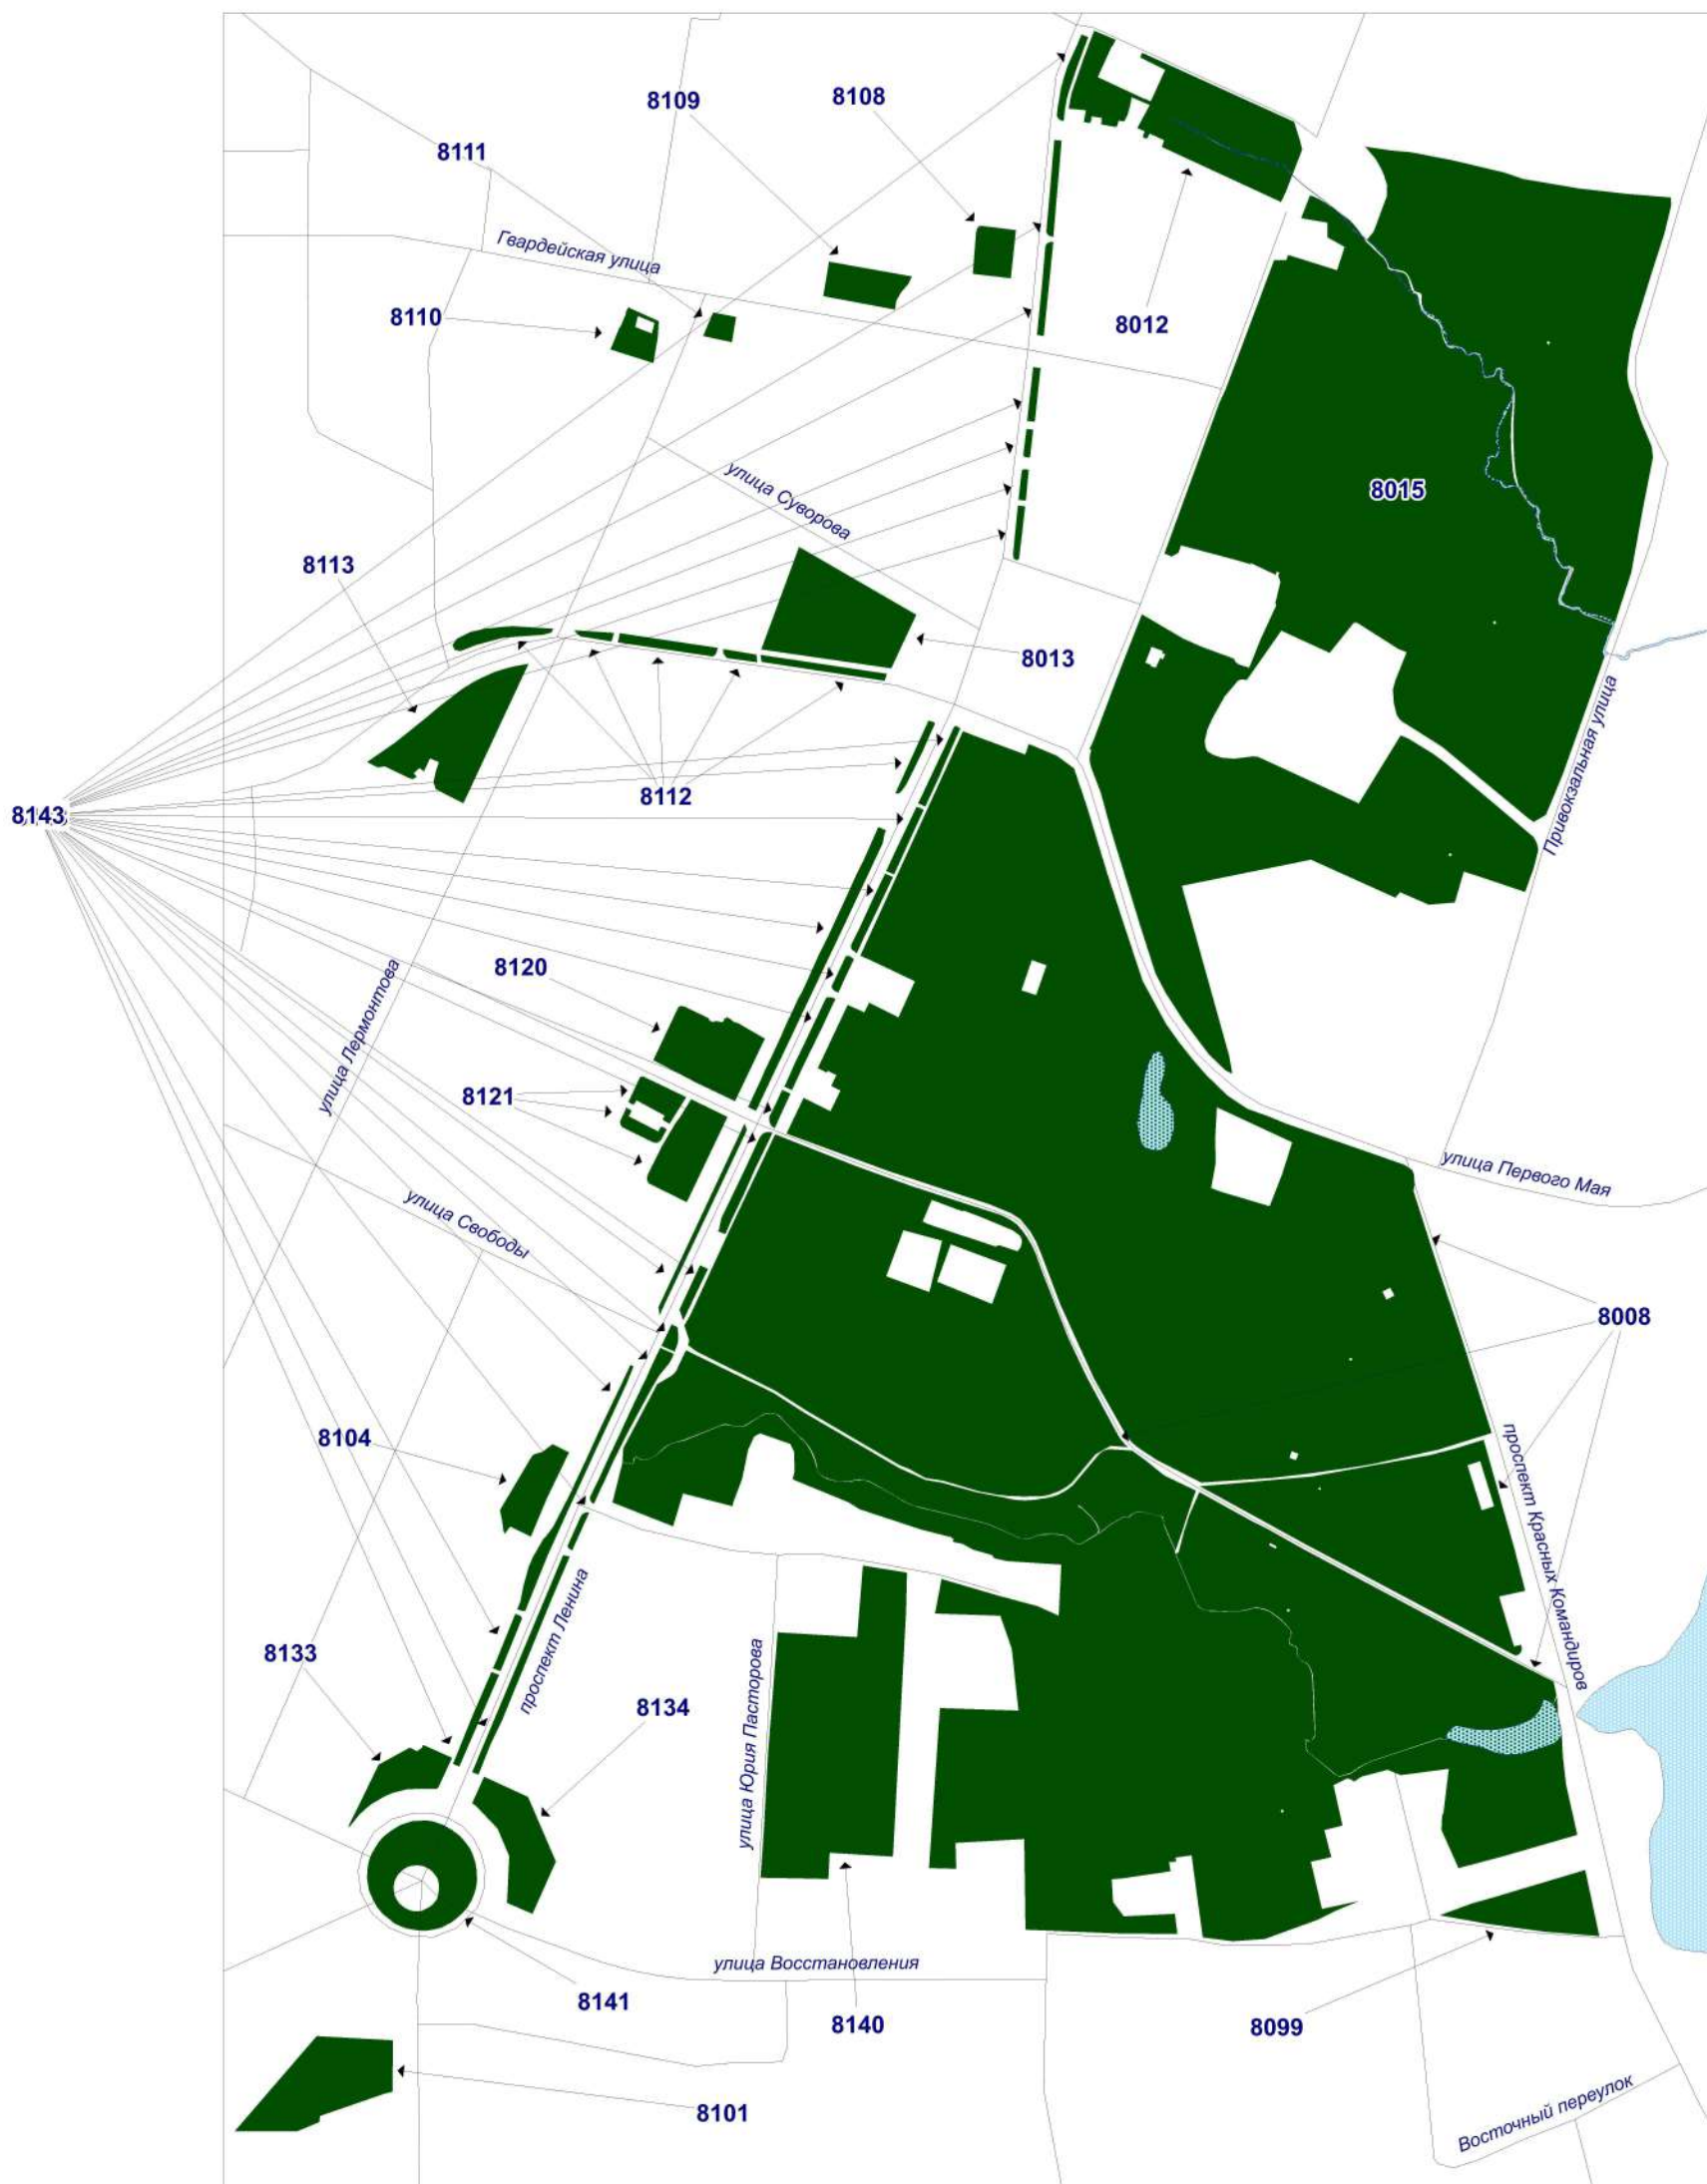 8109
8108
8111
Гвардейская улица
8110
8012
улица Суворова
8015
8113
8013
Привокзальная улица
8112
8143
8120
улица Лермонтова
8121
улица Первого Мая
улица Свободы
8008
8104
проспект Красных Командиров
проспект Ленина
8133
улица Юрия Пасторова
8134
улица Восстановления
8141
8140
8099
8101
Восточный переулок